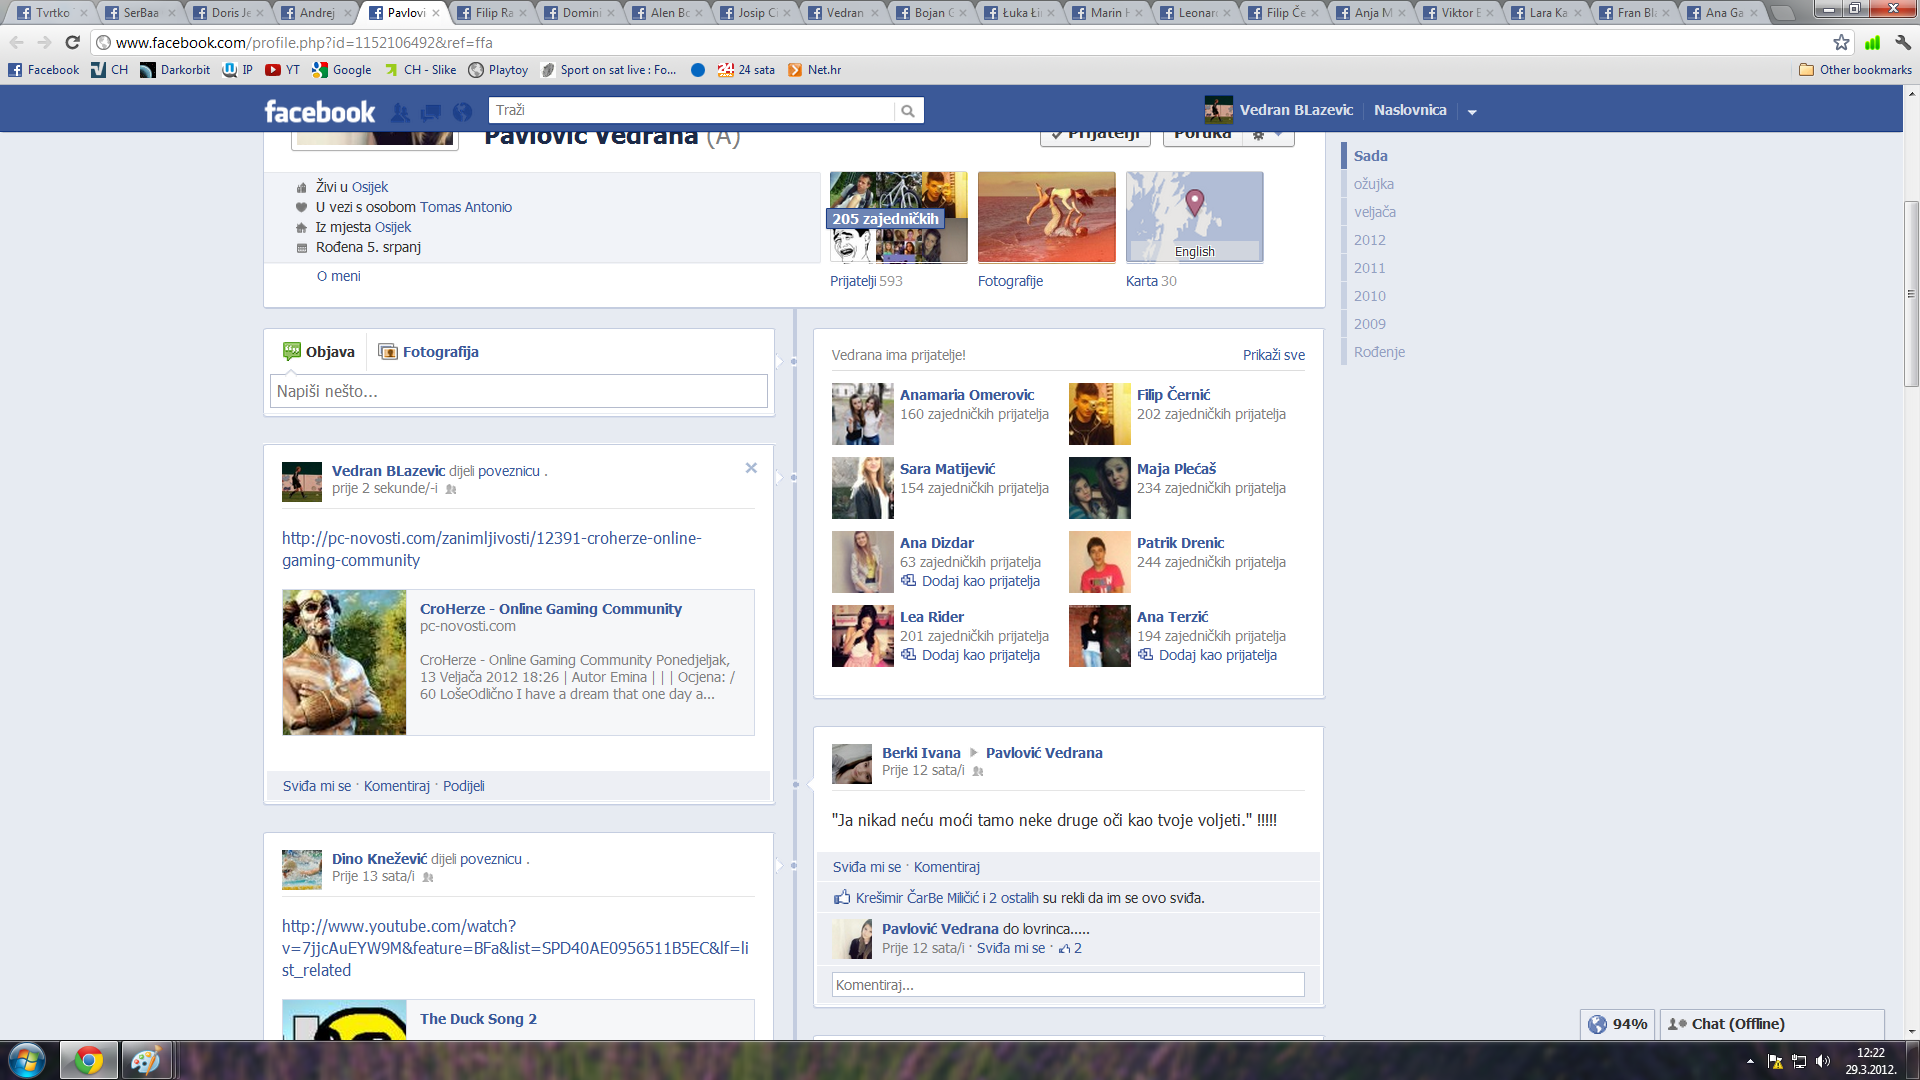 Tvrtko
SerBaa
Doris Je
Andrej
Pavlovi
Filip Ra
Domini
Alen Bo
Josip Ci
Vedran
Bojan G
Łuka Łi
Marin H
Leonar
Filip Če
Anja M
Viktor B
Lara Ka
Fran Bla
Ana Ga
www.facebook.com/profile.php?id=1152106492&ref=ffa
Facebook
CH
Darkorbit
IP
YT
Google
CH - Slike
Playtoy
Sport on sat live : Fo...
24 sata
Net.hr
Other bookmarks
facebook
Traži
Vedran BLazevic
Naslovnica
Pavlović Vedrana (A)
Prijatelji
Poruka
Živi u Osijek
U vezi s osobom Tomas Antonio
Iz mjesta Osijek
Rođena 5. srpanj
O meni
205 zajedničkih
English
Prijatelji 593
Fotografije
Karta 30
Sada
ožujka
veljača
2012
2011
2010
2009
Rođenje
Objava
Fotografija
Napiši nešto...
Vedran BLazevic dijeli poveznicu .
prije 2 sekunde/-i
http://pc-novosti.com/zanimljivosti/12391-croherze-online-
gaming-community
CroHerze - Online Gaming Community
pc-novosti.com
CroHerze - Online Gaming Community Ponedjeljak,
13 Veljača 2012 18:26 | Autor Emina | | | Ocjena: /
60 LošeOdlično I have a dream that one day a...
Sviđa mi se · Komentiraj · Podijeli
Dino Knežević dijeli poveznicu .
Prije 13 sata/i
http://www.youtube.com/watch?
v=7jjcAuEYW9M&feature=BFa&list=SPD40AE0956511B5EC&lf=li
st_related
The Duck Song 2
Vedrana ima prijatelje!
Prikaži sve
Anamaria Omerovic
160 zajedničkih prijatelja
Filip Černić
202 zajedničkih prijatelja
Sara Matijević
154 zajedničkih prijatelja
Maja Plećaš
234 zajedničkih prijatelja
Ana Dizdar
63 zajedničkih prijatelja
Dodaj kao prijatelja
Patrik Drenic
244 zajedničkih prijatelja
Lea Rider
201 zajedničkih prijatelja
Dodaj kao prijatelja
Ana Terzić
194 zajedničkih prijatelja
Dodaj kao prijatelja
Berki Ivana
Pavlović Vedrana
Prije 12 sata/i
"Ja nikad neću moći tamo neke druge oči kao tvoje voljeti." !!!!!
Sviđa mi se · Komentiraj
Krešimir ČarBe Miličić i 2 ostalih su rekli da im se ovo sviđa.
Pavlović Vedrana do lovrinca.....
Prije 12 sata/i · Sviđa mi se · 2
Komentiraj...
94%
Chat (Offline)
12:22
29.3.2012.